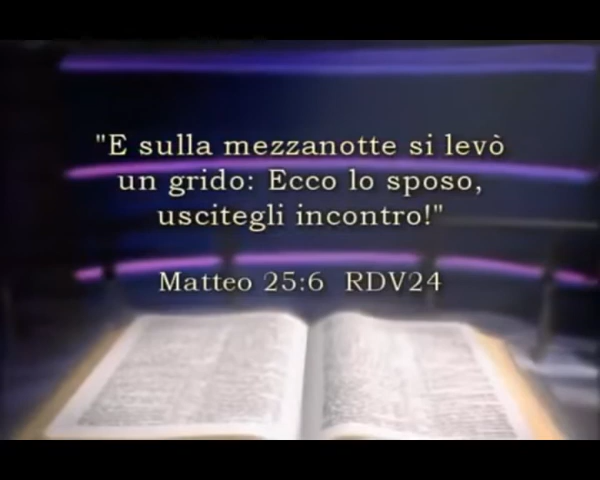 "E sulla mezzanotte si levò
un grido: Ecco lo sposo,
uscitegli incontro!"
Matteo 25:6 RDV24